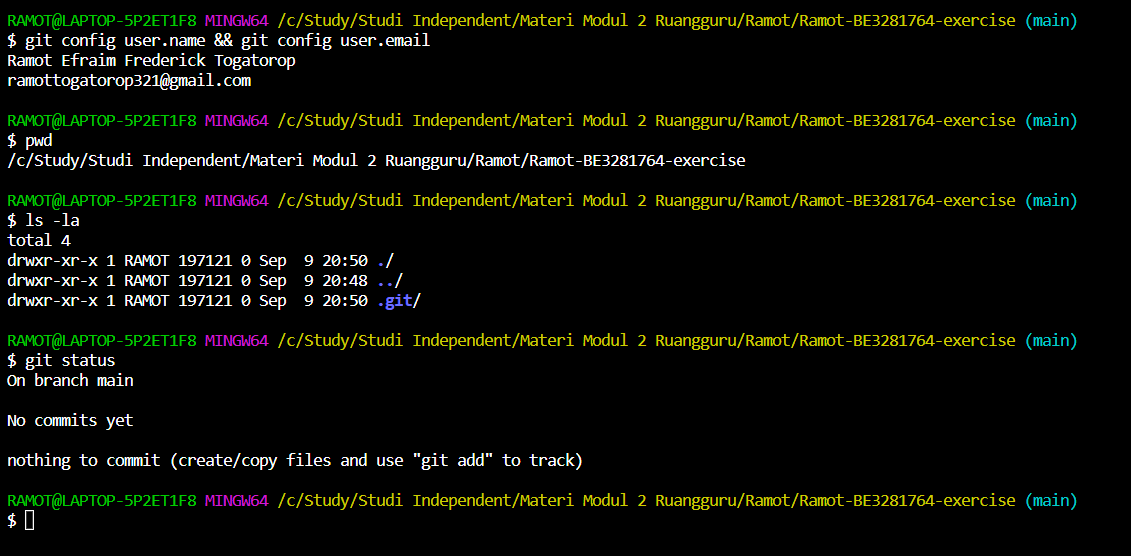 RAMOT@LAPTOP-5P2ET1F8 MINGW64 /c/Study/Studi Independent/Materi Modul 2 Ruangguru/Ramot/Ramot-BE3281764-exercise (main)
$ git config user.name && git config user.email
Ramot Efraim Frederick Togatorop
ramottogatorop321@gmail.com
RAMOT@LAPTOP-5P2ET1F8 MINGW64 /c/Study/Studi Independent/Materi Modul 2 Ruangguru/Ramot/Ramot-BE3281764-exercise (main)
$ pwd
/c/Study/Studi Independent/Materi Modul 2 Ruangguru/Ramot/Ramot-BE3281764-exercise
RAMOT@LAPTOP-5P2ET1F8 MINGW64 /c/Study/Studi Independent/Materi Modul 2 Ruangguru/Ramot/Ramot-BE3281764-exercise (main)
$ ls -la
total 4
drwxr-xr-x 1 RAMOT 197121 0 Sep  9 20:50 ./
drwxr-xr-x 1 RAMOT 197121 0 Sep  9 20:48 ../
drwxr-xr-x 1 RAMOT 197121 0 Sep  9 20:50 .git/
RAMOT@LAPTOP-5P2ET1F8 MINGW64 /c/Study/Studi Independent/Materi Modul 2 Ruangguru/Ramot/Ramot-BE3281764-exercise (main)
$ git status
On branch main
No commits yet
nothing to commit (create/copy files and use "git add" to track)
RAMOT@LAPTOP-5P2ET1F8 MINGW64 /c/Study/Studi Independent/Materi Modul 2 Ruangguru/Ramot/Ramot-BE3281764-exercise (main)
$